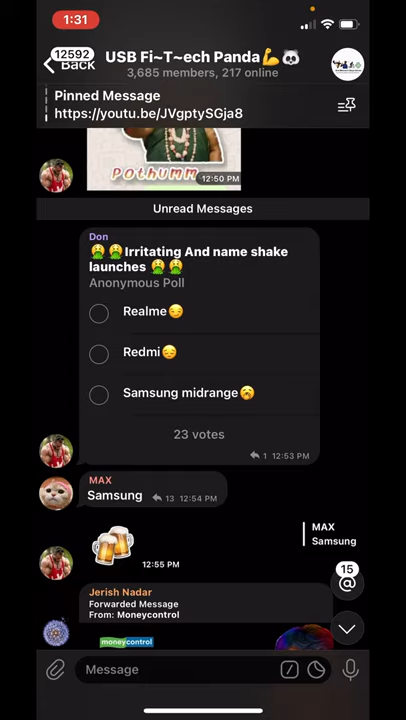 1:31
12592
Back
USB Fi~T~ech Panda💪🐼
3,685 members, 217 online
Pinned Message
https://youtu.be/JVgptySGja8
POTHUMM
12:50 PM
Unread Messages
Don
🤮🤮Irritating And name shake
launches 🤮🤮
Anonymous Poll
Realme😏
Redmi😔
Samsung midrange🥱
23 votes
1 12:53 PM
MAX
Samsung
13 12:54 PM
MAX
Samsung
12:55 PM
15
@
Jerish Nadar
Forwarded Message
From: Moneycontrol
moneycontrol
Message